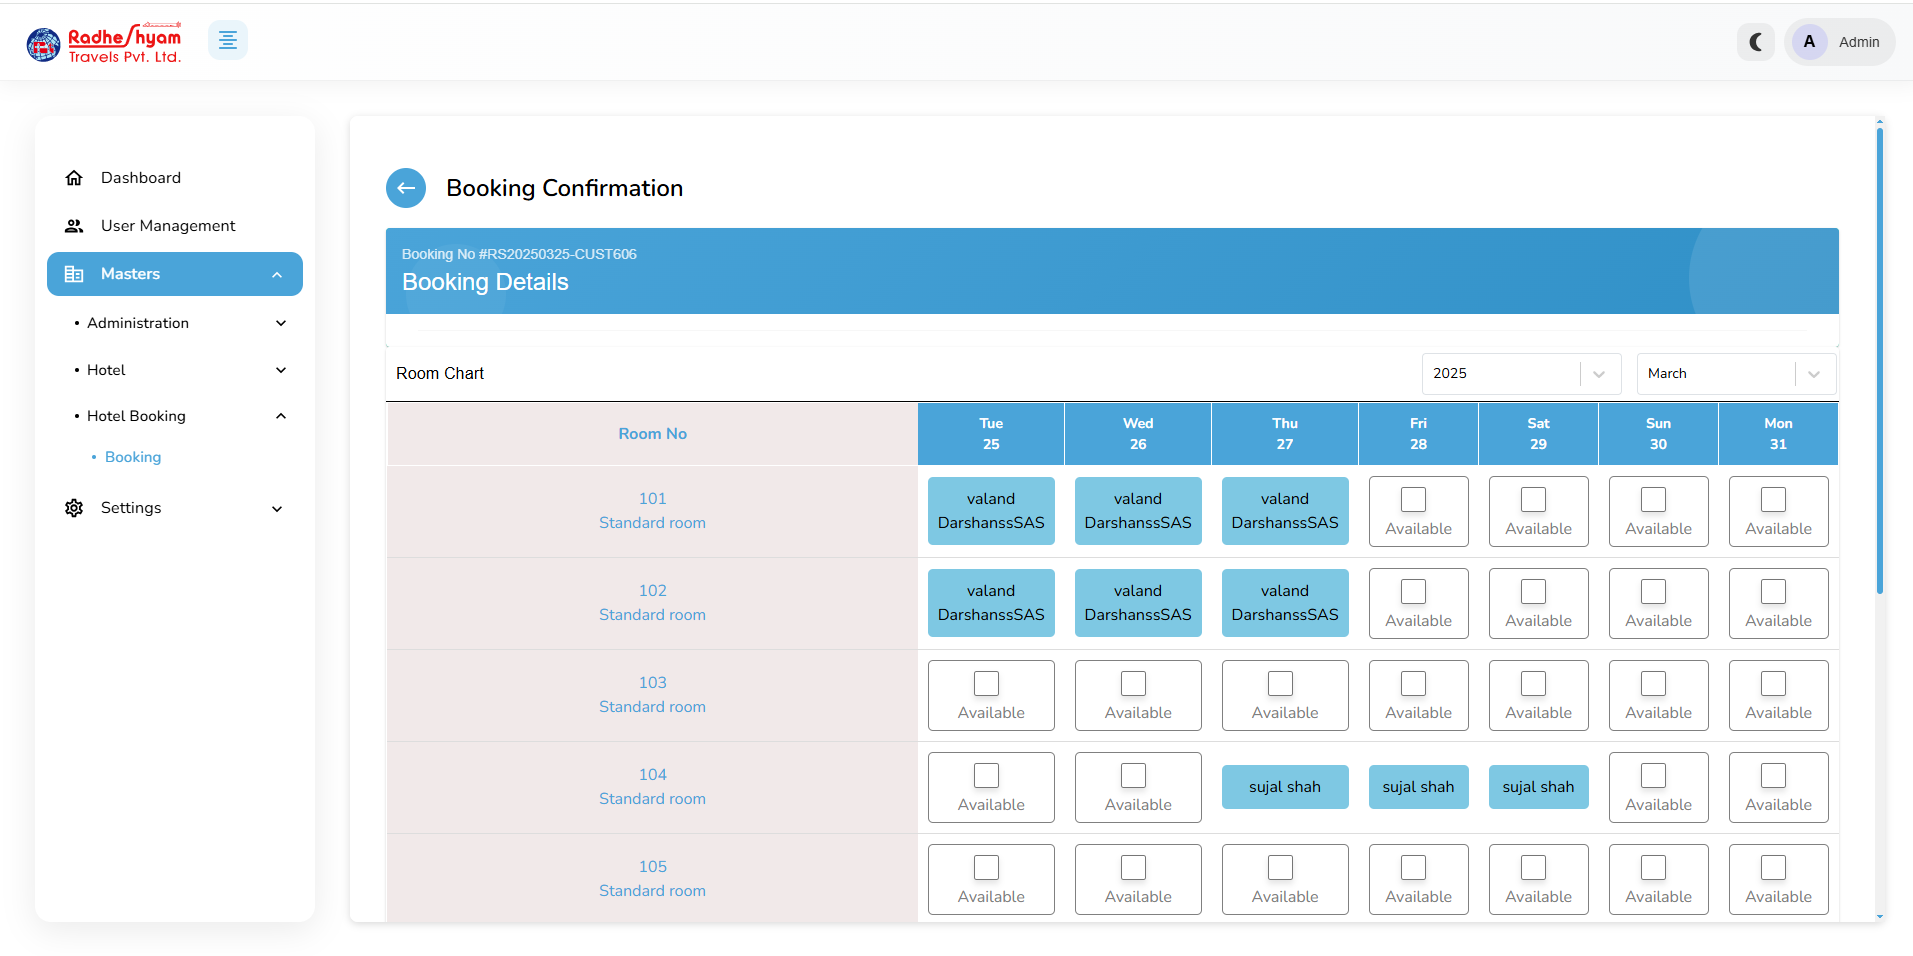 Radhe Shyam
Travels Pvt. Ltd.
A
Admin
Dashboard
User Management
Masters
• Administration
• Hotel
• Hotel Booking
• Booking
Settings
Booking Confirmation
Booking No #RS20250325-CUST606
Booking Details
Room Chart
2025
March
Room No
Tue
25
Wed
26
Thu
27
Fri
28
Sat
29
Sun
30
Mon
31
101
Standard room
valand
DarshanssSAS
valand
DarshanssSAS
valand
DarshanssSAS
Available
Available
Available
Available
102
Standard room
valand
DarshanssSAS
valand
DarshanssSAS
valand
DarshanssSAS
Available
Available
Available
Available
103
Standard room
Available
Available
Available
Available
Available
Available
Available
104
Standard room
Available
Available
sujal shah
sujal shah
sujal shah
Available
Available
105
Standard room
Available
Available
Available
Available
Available
Available
Available